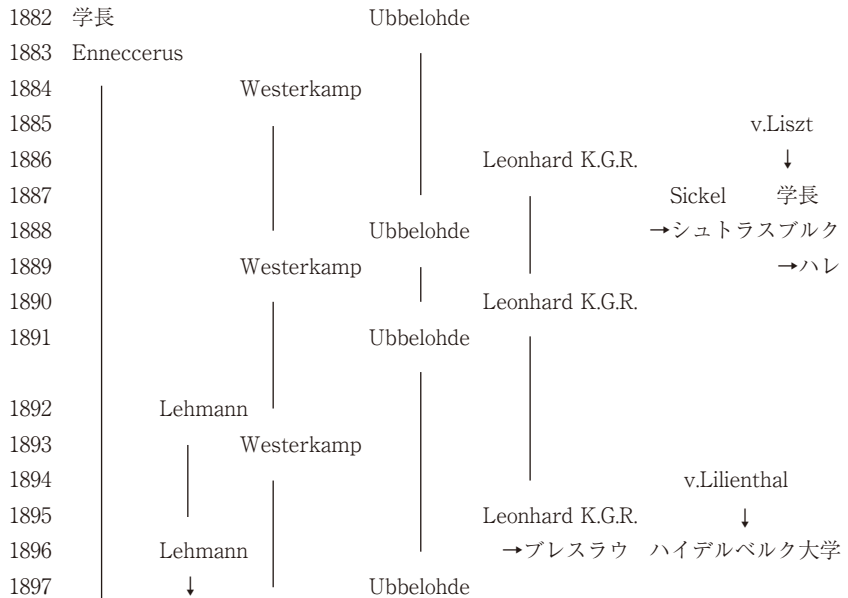 1882 学長 Ubbelohde
1883 Enneccerus
1884 Westerkamp
1885 v.Liszt
1886 Leonhard K.G.R. ↓
1887 Sickel 学長
1888 Ubbelohde →シュトラスブルク
1889 Westerkamp →ハレ
1890 Leonhard K.G.R.
1891 Ubbelohde
1892 Lehmann
1893 Westerkamp
1894 v.Lilienthal
1895 Leonhard K.G.R. ↓
1896 Lehmann →ブレスラウ ハイデルベルク大学
1897 ↓ Ubbelohde